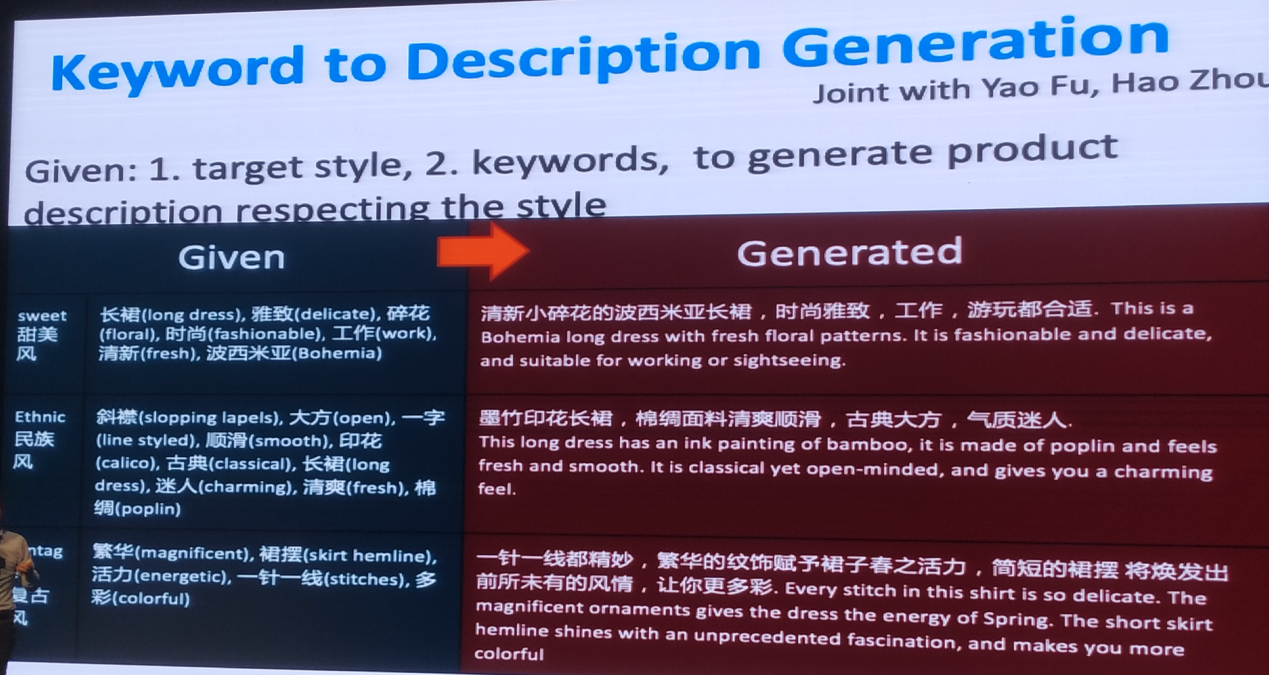 Keyword to Description Generation
Joint with Yao Fu, Hao
Given: 1. target style, 2. keywords, to generate product
description respecting the style
Given
Generated
sweet
甜美
风
长裙(long dress), 雅致(delicate), 碎花
(floral), 时尚(fashionable), 工作(work),
清新(fresh), 波西米亚(Bohemia)
清新小碎花的波西米亚长裙，时尚雅致，工作，游玩都合适. This is a
Bohemia long dress with fresh floral patterns. It is fashionable and delicate,
and suitable for working or sightseeing.
Ethnic
民族
风
斜襟(slopping lapels), 大方(open), 一字
(line styled), 顺滑(smooth), 印花
(calico), 古典(classical), 长裙(long
dress), 迷人(charming), 清爽(fresh), 棉
绸(poplin)
墨竹印花长裙，棉绸面料清爽顺滑，古典大方，气质迷人.
This long dress has an ink painting of bamboo, it is made of poplin and feels
fresh and smooth. It is classical yet open-minded, and gives you a charming
feel.
复古
风
繁华(magnificent), 裙摆(skirt hemline),
活力(energetic), 一针一线(stitches), 多
彩(colorful)
一针一线都精妙，繁华的纹饰赋予裙子春之活力，简短的裙摆 将焕发出
前所未有的风情，让你更多彩. Every stitch in this shirt is so delicate. The
magnificent ornaments gives the dress the energy of Spring. The short skirt
hemline shines with an unprecedented fascination, and makes you more
colorful